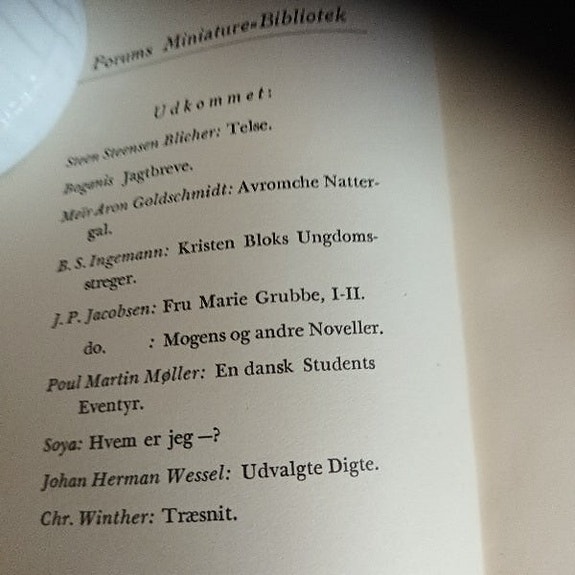 Forums Miniature-Bibliotek
Udkommet:
Steen Steensen Blicher: Telse.
Boganis Jagtbreve.
Meïr Aron Goldschmidt: Avromche Natter-
gal.
B. S. Ingemann: Kristen Bloks Ungdoms-
streger.
J. P. Jacobsen: Fru Marie Grubbe, I-II.
do. : Mogens og andre Noveller.
Poul Martin Møller: En dansk Students
Eventyr.
Soya: Hvem er jeg —?
Johan Herman Wessel: Udvalgte Digte.
Chr. Winther: Træsnit.